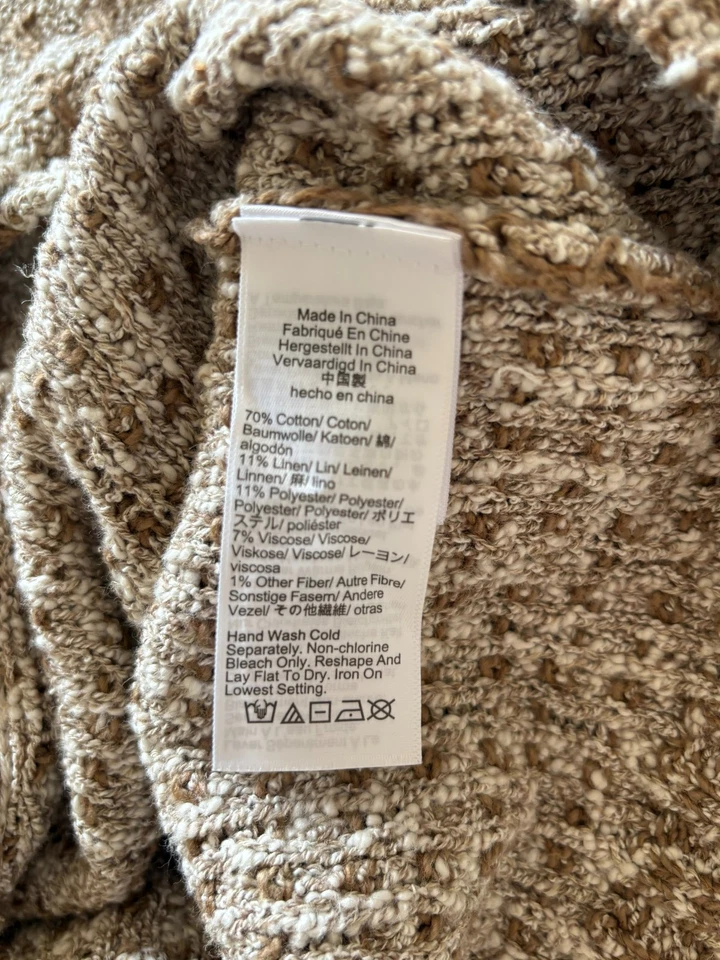 Made In China
Fabriqué En Chine
Hergestellt In China
Vervaardigd In China
中国製
hecho en china
70% Cotton/ Coton/
Baumwolle/ Katoen/ 綿/
algodón
11% Linen/ Lin/ Leinen/
Linnen/ 麻/ lino
11% Polyester/ Polyester/
Polyester/ Polyester/ ポリエ
ステル/ poliéster
7% Viscose/ Viscose/
Viskose/ Viscose/ レーヨン/
viscosa
1% Other Fiber/ Autre Fibre/
Sonstige Fasern/ Andere
Vezel/ その他繊維/ otras
Hand Wash Cold
Separately. Non-chlorine
Bleach Only. Reshape And
Lay Flat To Dry. Iron On
Lowest Setting.